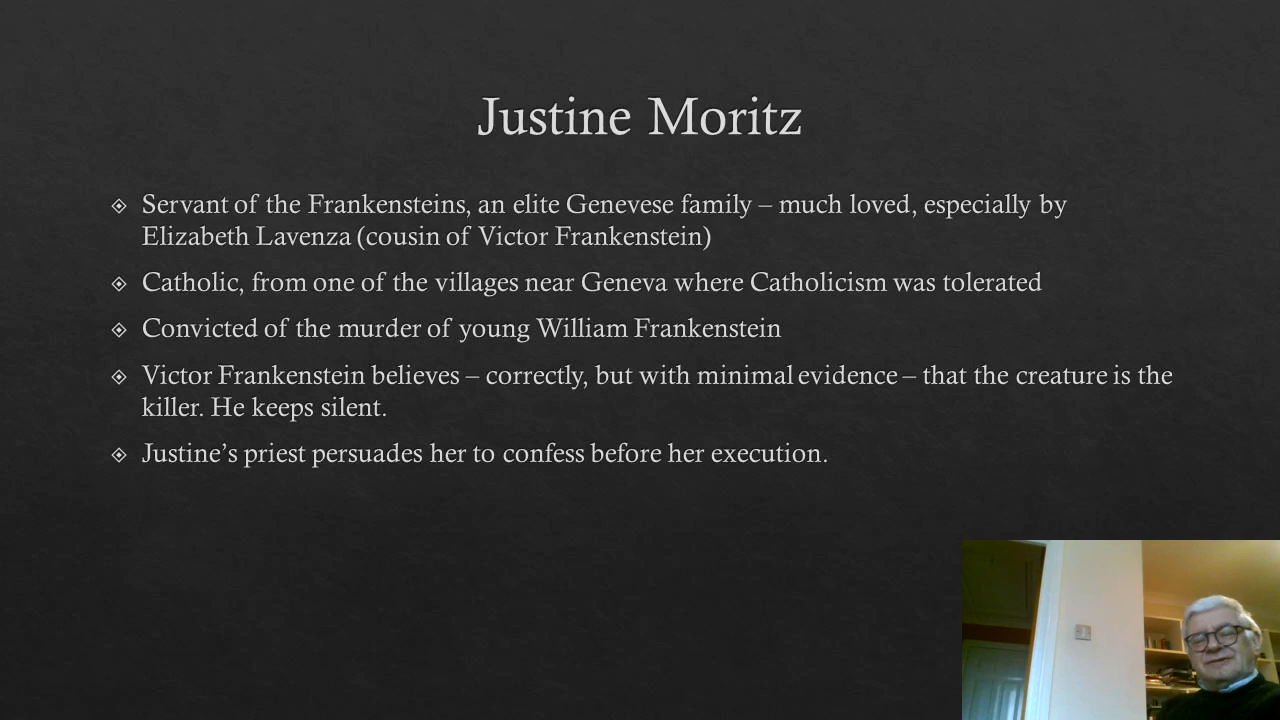 Justine Moritz
Servant of the Frankensteins, an elite Genevese family – much loved, especially by
Elizabeth Lavenza (cousin of Victor Frankenstein)
Catholic, from one of the villages near Geneva where Catholicism was tolerated
Convicted of the murder of young William Frankenstein
Victor Frankenstein believes – correctly, but with minimal evidence – that the creature is the
killer. He keeps silent.
Justine’s priest persuades her to confess before her execution.